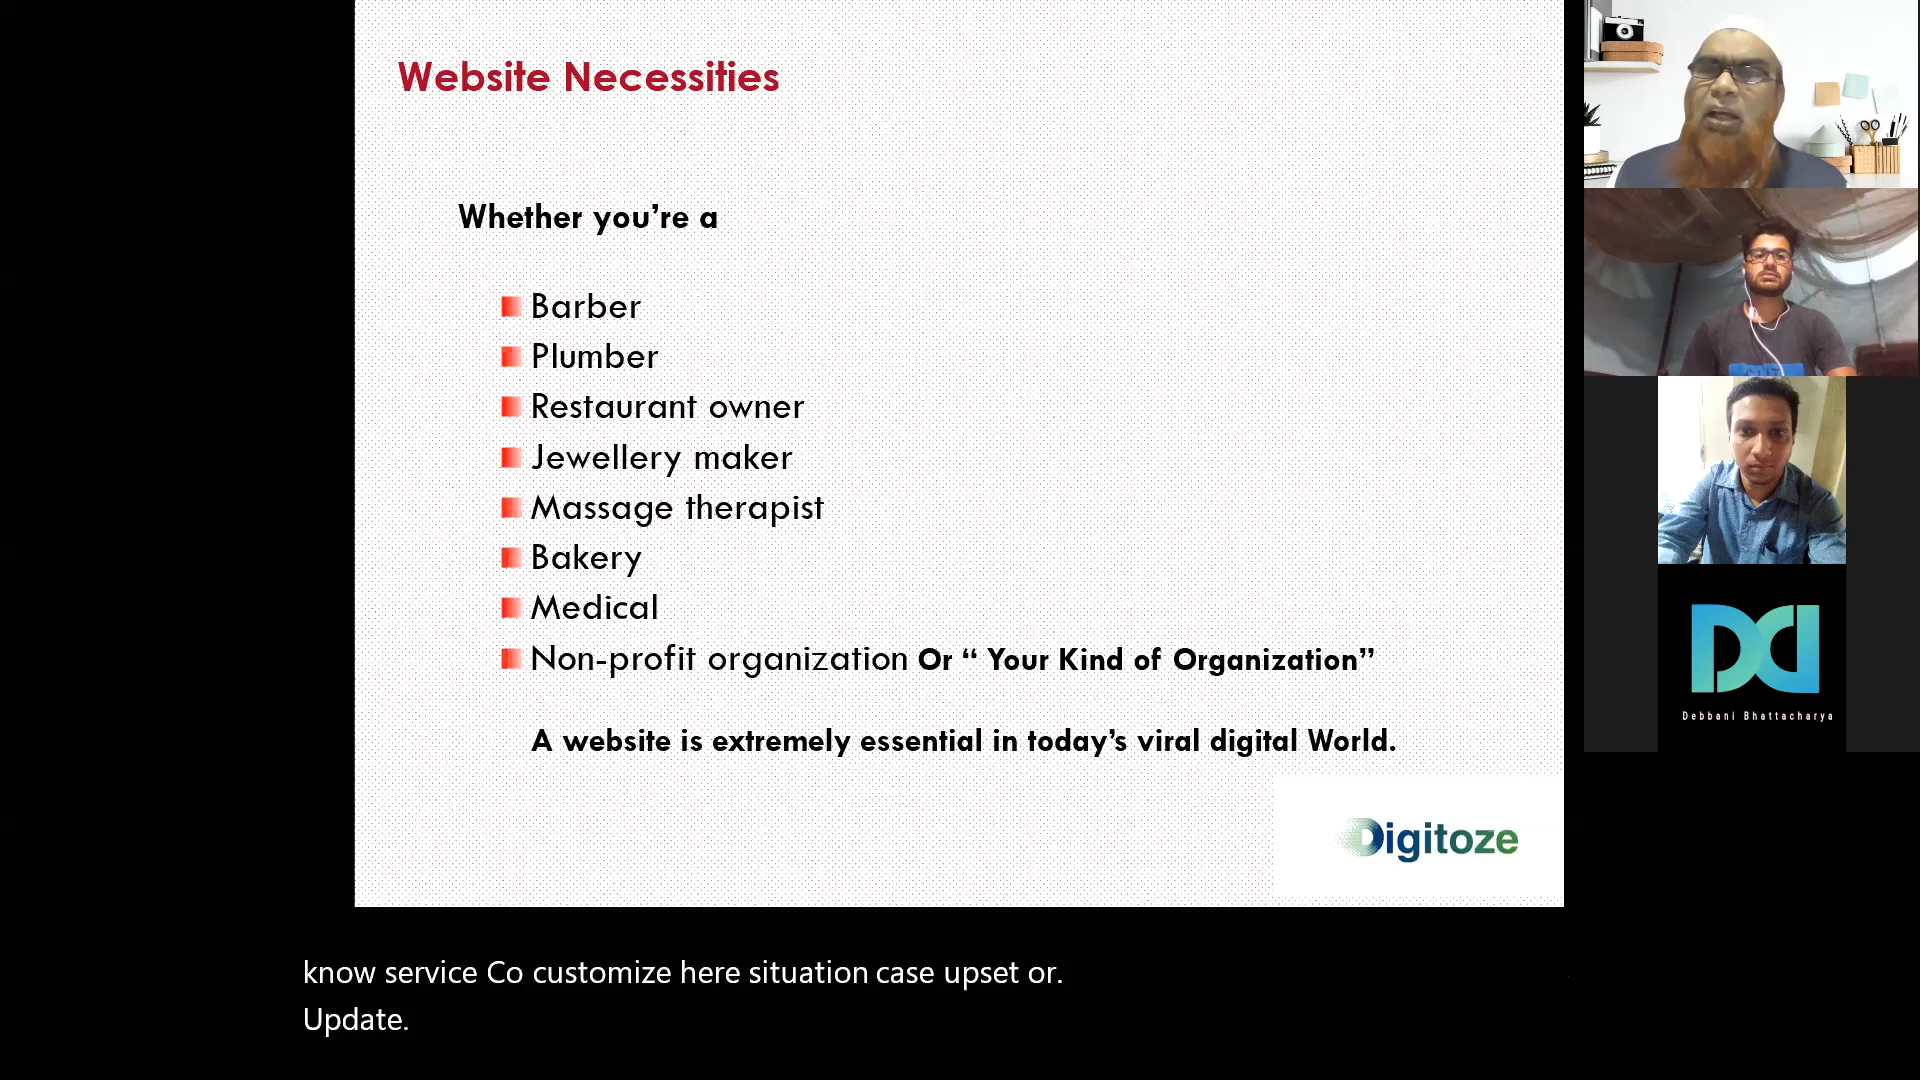 Website Necessities
Whether you’re a
Barber
Plumber
Restaurant owner
Jewellery maker
Massage therapist
Bakery
Medical
Non-profit organization Or “ Your Kind of Organization”
A website is extremely essential in today’s viral digital World.
Digitoze
Debbani Bhattacharya
know service Co customize here situation case upset or.
Update.